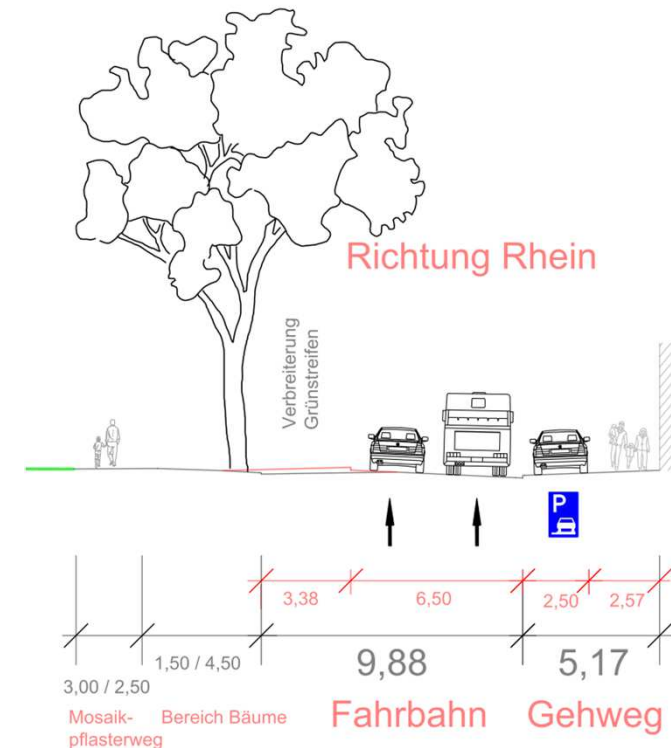 Richtung Rhein
Verbreiterung
Grünstreifen
P
3,38
6,50
2,50
2,57
1,50 / 4,50
9,88
5,17
3,00 / 2,50
Mosaik-
pflasterweg
Bereich Bäume
Fahrbahn
Gehweg